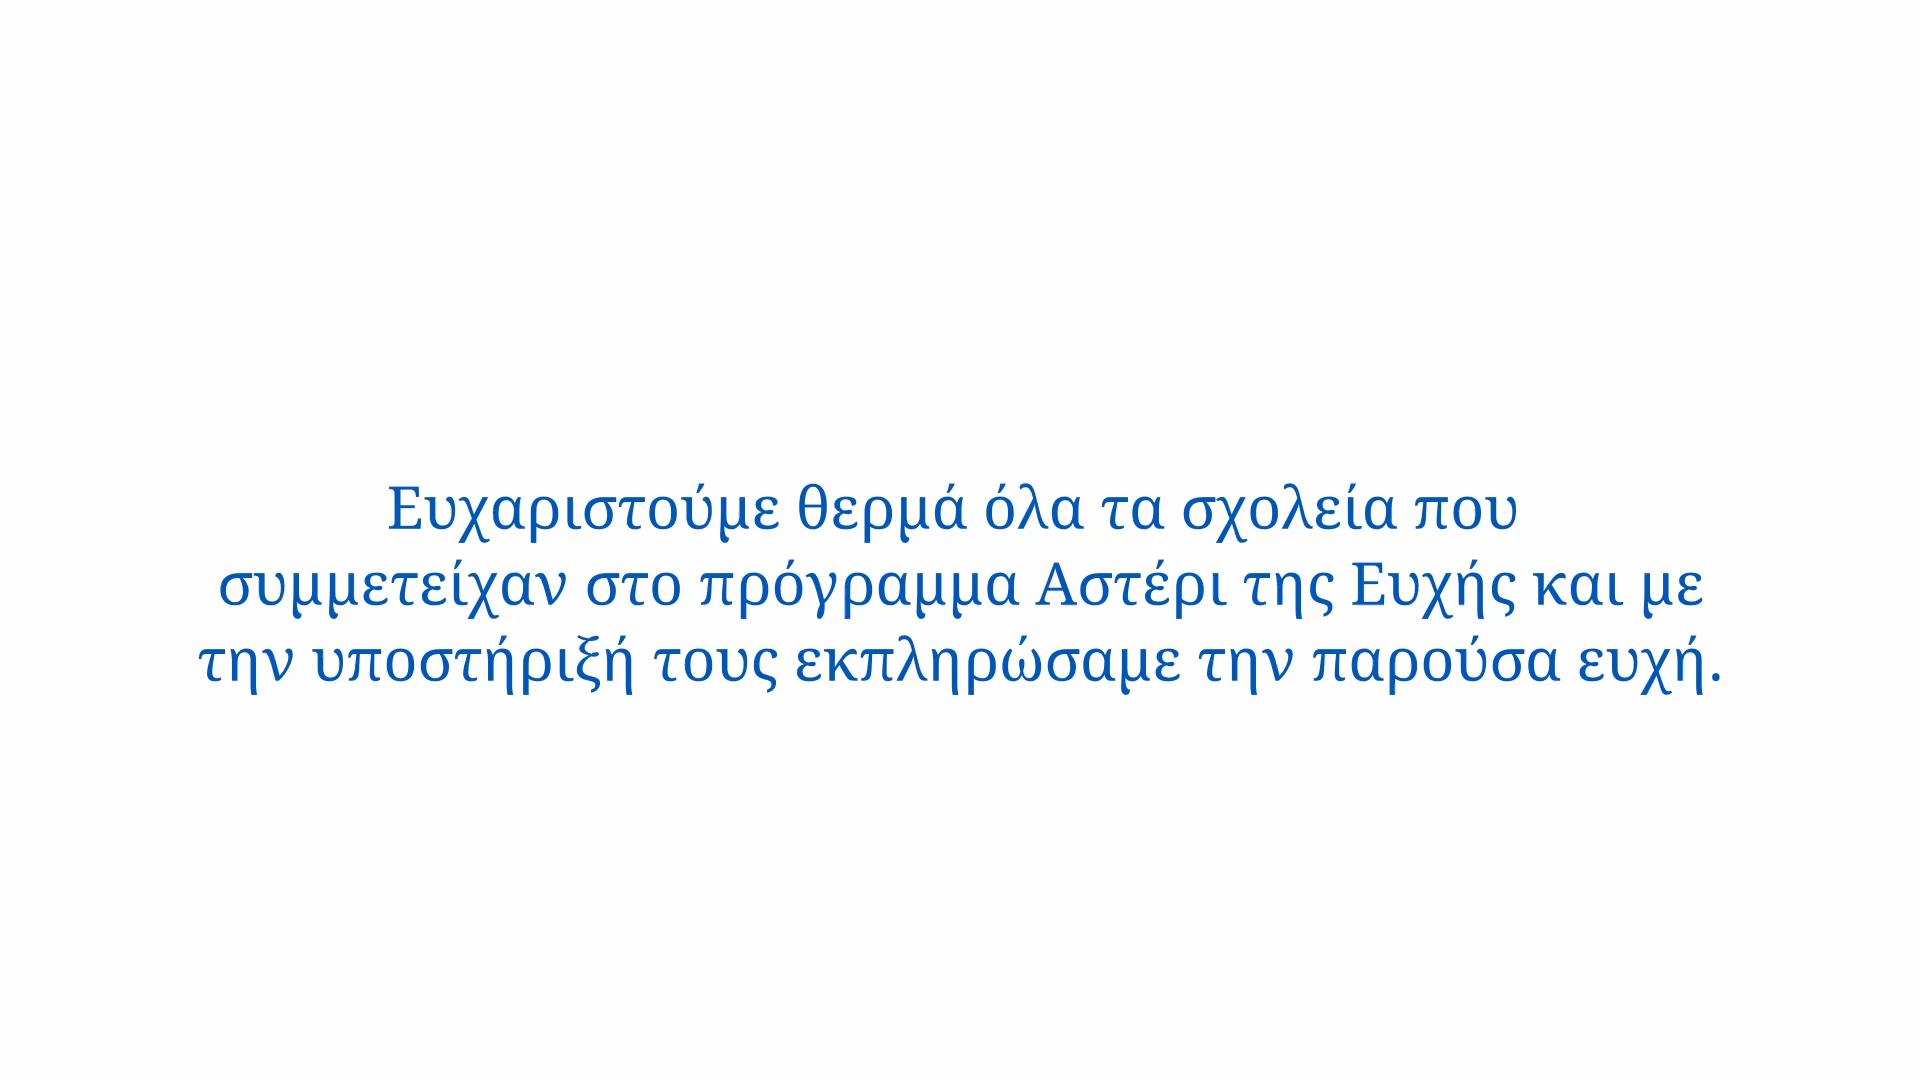 Ευχαριστούμε θερμά όλα τα σχολεία που
συμμετείχαν στο πρόγραμμα Αστέρι της Ευχής και με
την υποστήριξή τους εκπληρώσαμε την παρούσα ευχή.